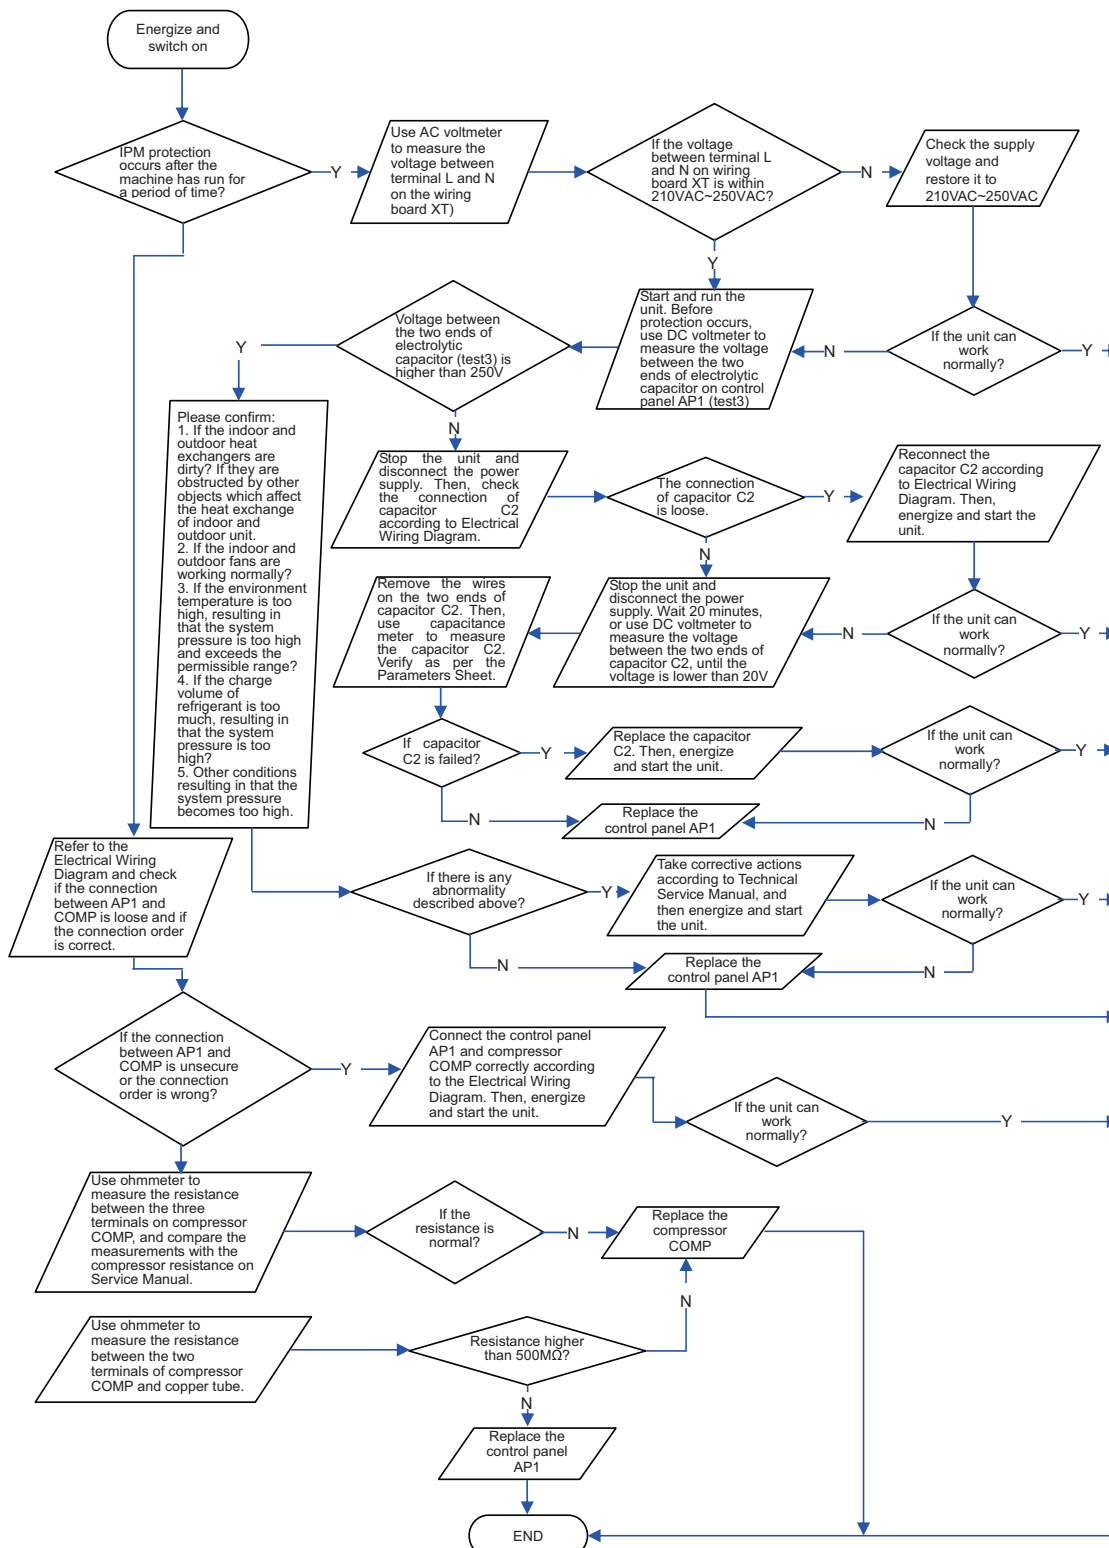 Energize and
switch on
IPM protection
occurs after the
machine has run for
a period of time?
Y
Use AC voltmeter
to measure the
voltage between
terminal L and N
on the wiring
board XT)
If the voltage
between terminal L
and N on wiring
board XT is within
210VAC~250VAC?
N
Check the supply
voltage and
restore it to
210VAC~250VAC
Y
Start and run the
unit. Before
protection occurs,
use DC voltmeter to
measure the voltage
between the two
ends of electrolytic
capacitor on control
panel AP1 (test3)
N
If the unit can
work
normally?
Y
Voltage between
the two ends of
electrolytic
capacitor (test3) is
higher than 250V
Y
N
Please confirm:
1. If the indoor and
outdoor heat
exchangers are
dirty? If they are
obstructed by other
objects which affect
the heat exchange
of indoor and
outdoor unit.
2. If the indoor and
outdoor fans are
working normally?
3. If the environment
temperature is too
high, resulting in
that the system
pressure is too high
and exceeds the
permissible range?
4. If the charge
volume of
refrigerant is too
much, resulting in
that the system
pressure is too
high?
5. Other conditions
resulting in that the
system pressure
becomes too high.
Stop the unit and
disconnect the power
supply. Then, check
the connection of
capacitor C2
according to Electrical
Wiring Diagram.
The connection
of capacitor C2
is loose.
Y
Reconnect the
capacitor C2 according
to Electrical Wiring
Diagram. Then,
energize and start the
unit.
N
Remove the wires
on the two ends of
capacitor C2. Then,
use capacitance
meter to measure
the capacitor C2.
Verify as per the
Parameters Sheet.
Stop the unit and
disconnect the power
supply. Wait 20 minutes,
or use DC voltmeter to
measure the voltage
between the two ends of
capacitor C2, until the
voltage is lower than 20V
N
If the unit can
work
normally?
Y
If capacitor
C2 is failed?
Y
Replace the capacitor
C2. Then, energize
and start the unit.
If the unit can
work
normally?
Y
N
Replace the
control panel AP1
N
Refer to the
Electrical Wiring
Diagram and check
if the connection
between AP1 and
COMP is loose and if
the connection order
is correct.
If there is any
abnormality
described above?
Y
Take corrective actions
according to Technical
Service Manual, and
then energize and start
the unit.
If the unit can
work
normally?
Y
N
Replace the
control panel AP1
N
If the connection
between AP1 and
COMP is unsecure
or the connection
order is wrong?
Y
Connect the control panel
AP1 and compressor
COMP correctly according
to the Electrical Wiring
Diagram. Then, energize
and start the unit.
If the unit can
work
normally?
Y
Use ohmmeter to
measure the resistance
between the three
terminals on compressor
COMP, and compare the
measurements with the
compressor resistance on
Service Manual.
If the
resistance is
normal?
N
Replace the
compressor
COMP
N
Use ohmmeter to
measure the resistance
between the two
terminals of compressor
COMP and copper tube.
Resistance higher
than 500MΩ?
N
Replace the
control panel
AP1
END